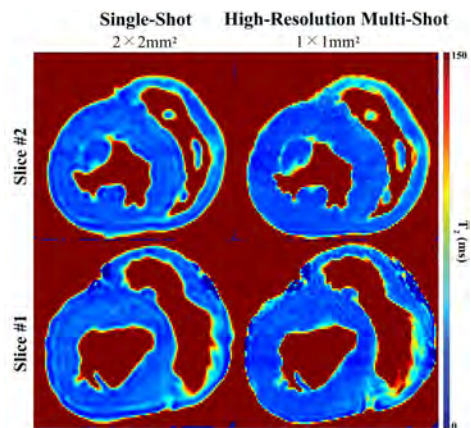 Single-Shot
High-Resolution Multi-Shot
2×2mm²
1×1mm²
150
Slice #2
T₂ (ms)
Slice #1
0